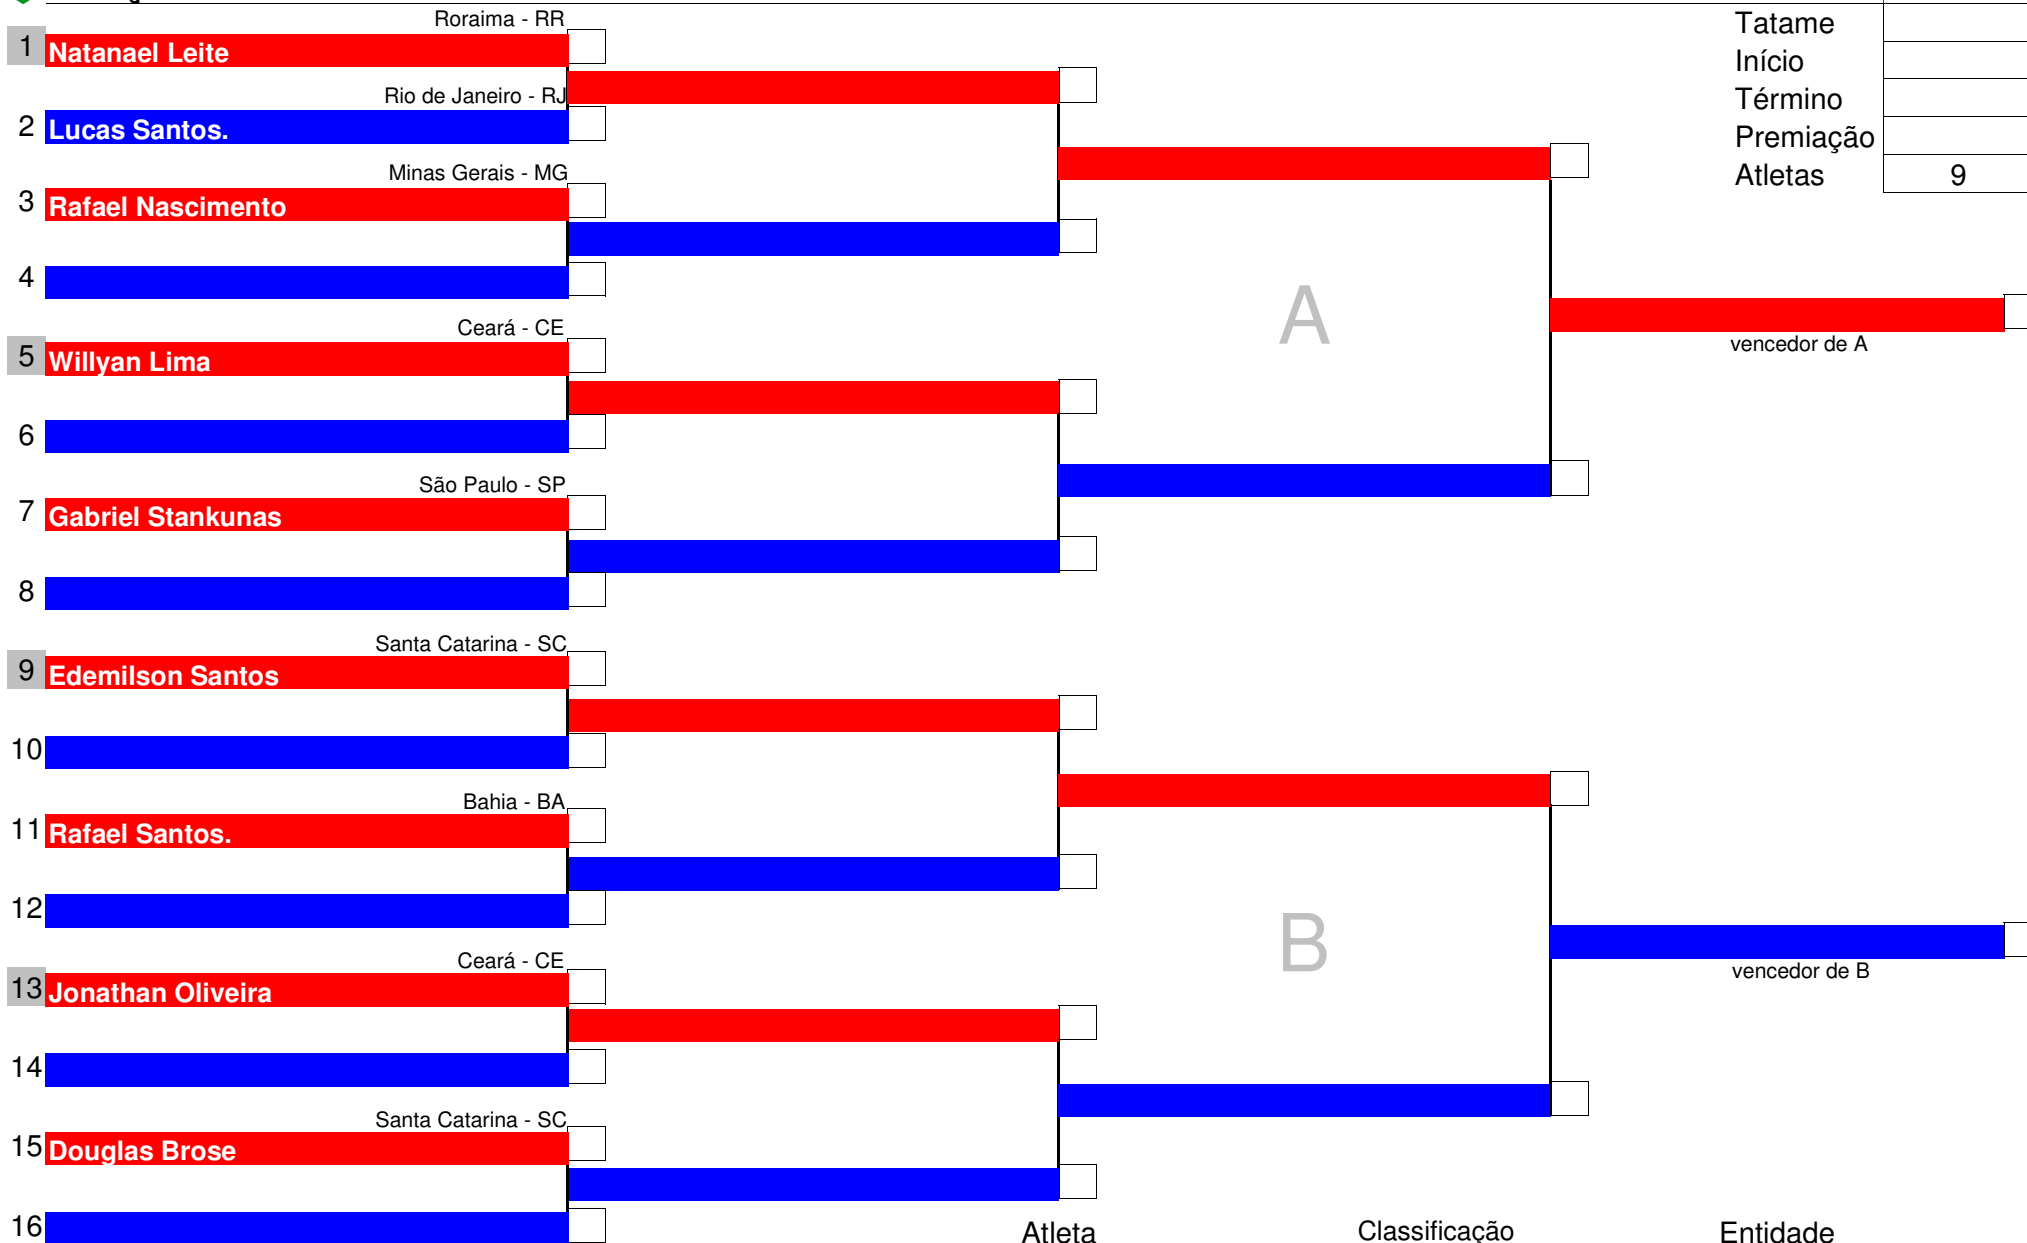 Roraima - RR
1 Natanael Leite
Rio de Janeiro - RJ
2 Lucas Santos.
Minas Gerais - MG
3 Rafael Nascimento
4
Ceará - CE
5 Willyan Lima
6
São Paulo - SP
7 Gabriel Stankunas
8
Santa Catarina - SC
9 Edemilson Santos
10
Bahia - BA
11 Rafael Santos.
12
Ceará - CE
13 Jonathan Oliveira
14
Santa Catarina - SC
15 Douglas Brose
16
A
B
Tatame
Início
Término
Premiação
Atletas 9
vencedor de A
vencedor de B
Atleta Classificação Entidade